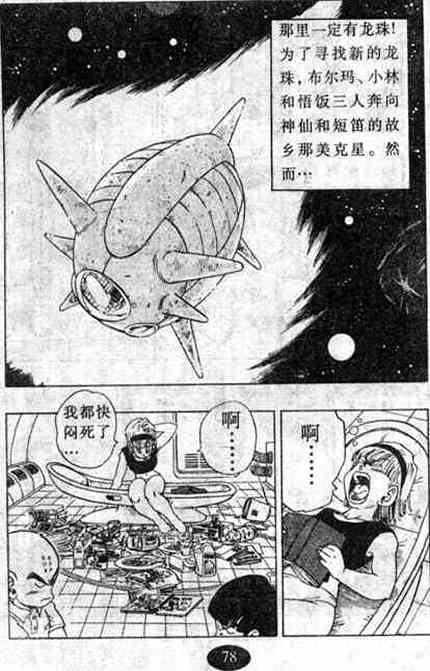 那里一定有龙珠!
为了寻找新的龙
珠,布尔玛、小林
和悟饭三人奔向
神仙和短笛的故
乡那美克星。然
而…
啊……
啊……
我都快
闷死了
…
78